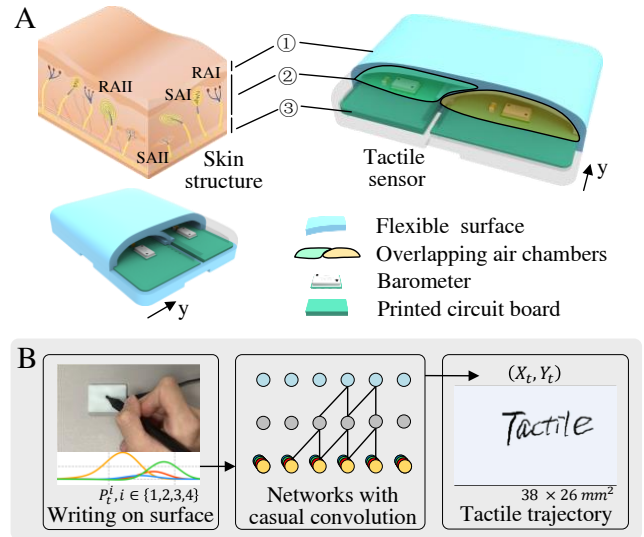 A
①
②
③
RAI
RAII
SAI
SAII
Skin
structure
Tactile
sensor
y
y
Flexible surface
Overlapping air chambers
Barometer
Printed circuit board
B
P_t^i, i ∈ {1,2,3,4}
Writing on surface
Networks with
casual convolution
(X_t, Y_t)
Tactile
38 × 26 mm²
Tactile trajectory